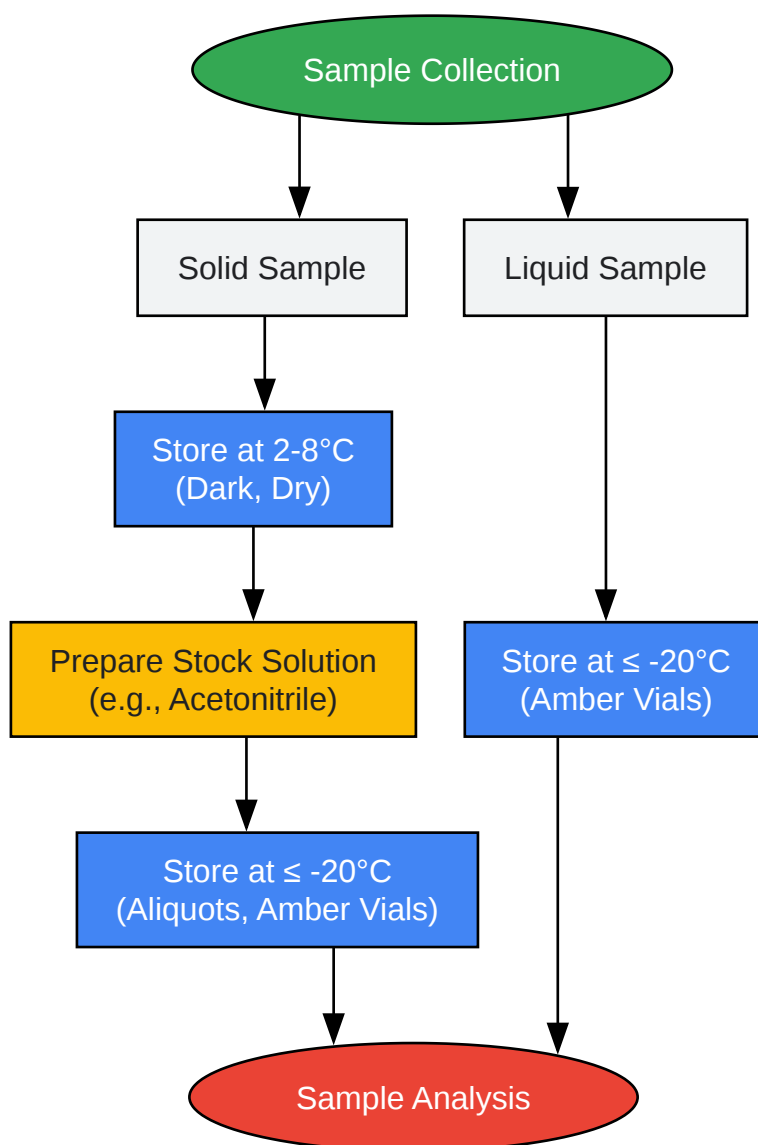 Sample Collection
Solid Sample
Liquid Sample
Store at 2-8°C
(Dark, Dry)
Prepare Stock Solution
(e.g., Acetonitrile)
Store at ≤ -20°C
(Amber Vials)
Store at ≤ -20°C
(Aliquots, Amber Vials)
Sample Analysis